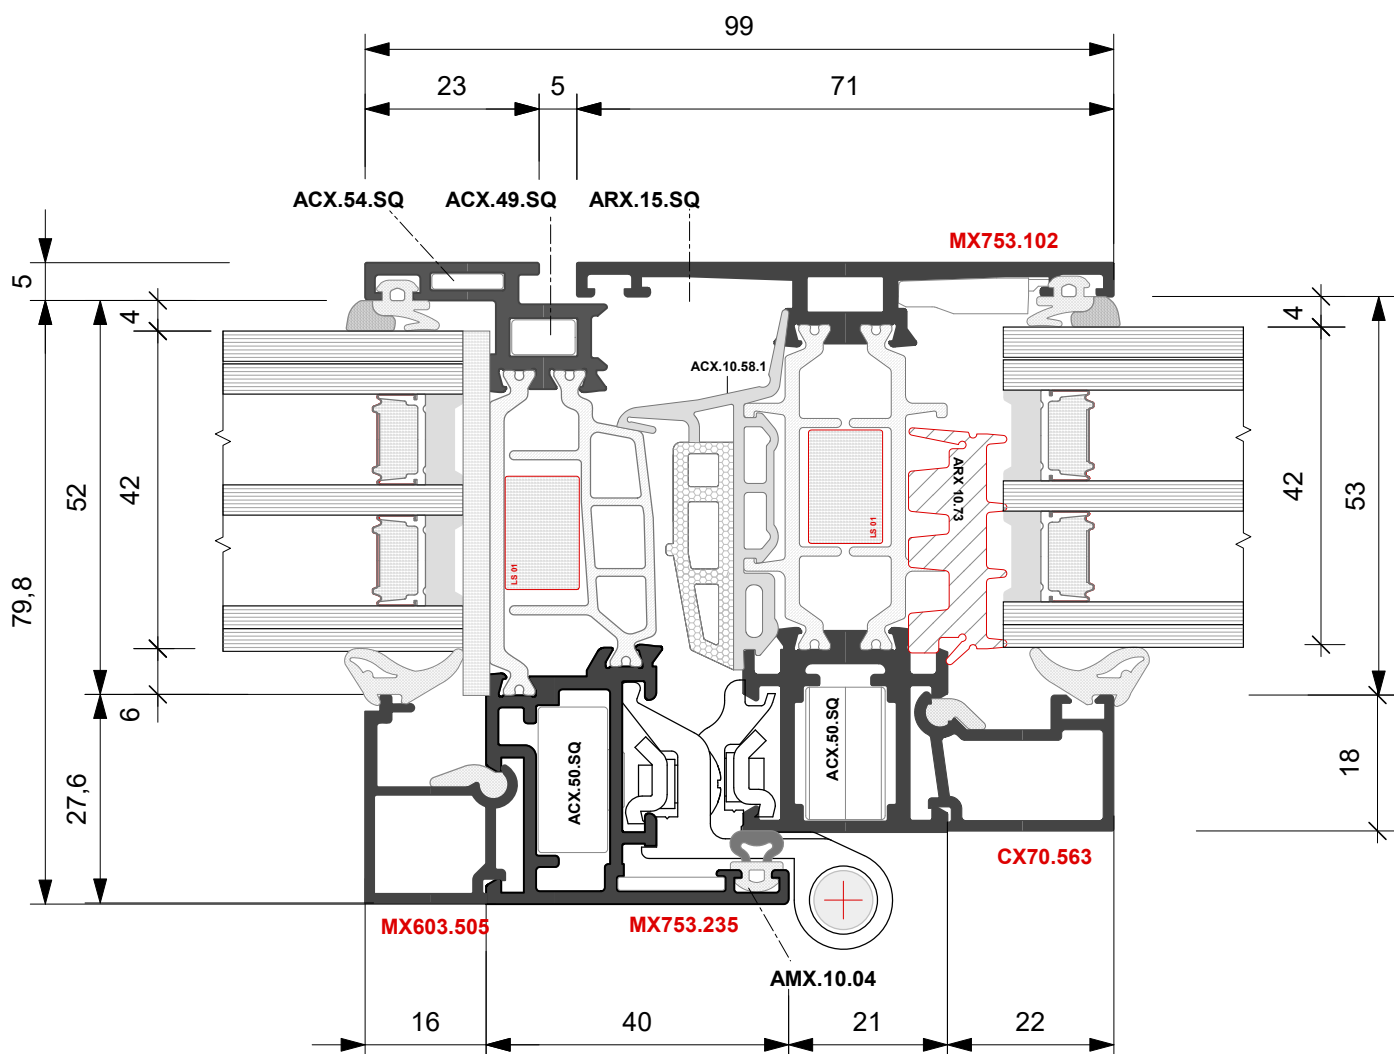 99
23 5 71
ACX.54.SQ ACX.49.SQ ARX.15.SQ
MX753.102
5
4
4
ACX.10.58.1
ARX 10.73
52
42
42
53
LS 01
LS 01
79,8
6
27,6
ACX.50.SQ
ACX.50.SQ
18
CX70.563
MX603.505
MX753.235
AMX.10.04
16 40 21 22